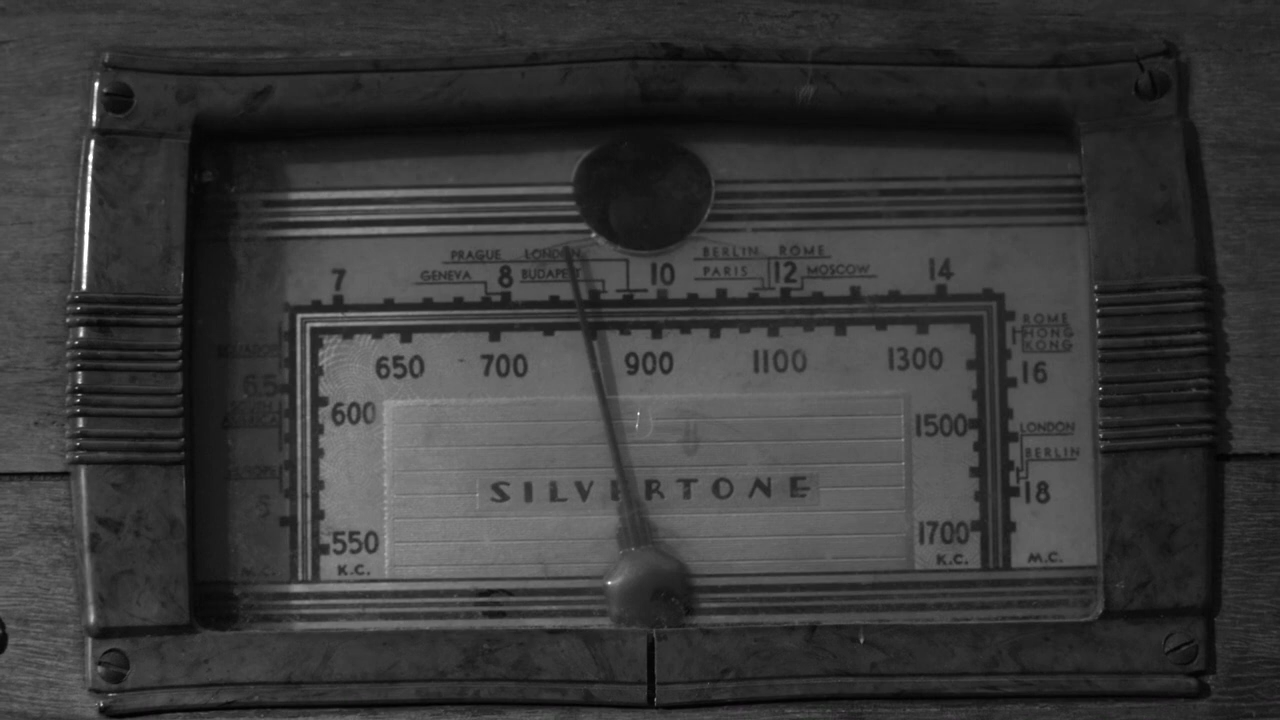 PRAGUE LONDON BERLIN ROME
7 GENEVA 8 BUDAPEST 10 PARIS 12 MOSCOW 14
ROME
HONG
KONG
650 700 900 1100 1300
16
6.5
600
1500
LONDON
BERLIN
SILVERTONE
18
550
1700
K.C.
K.C.
M.C.